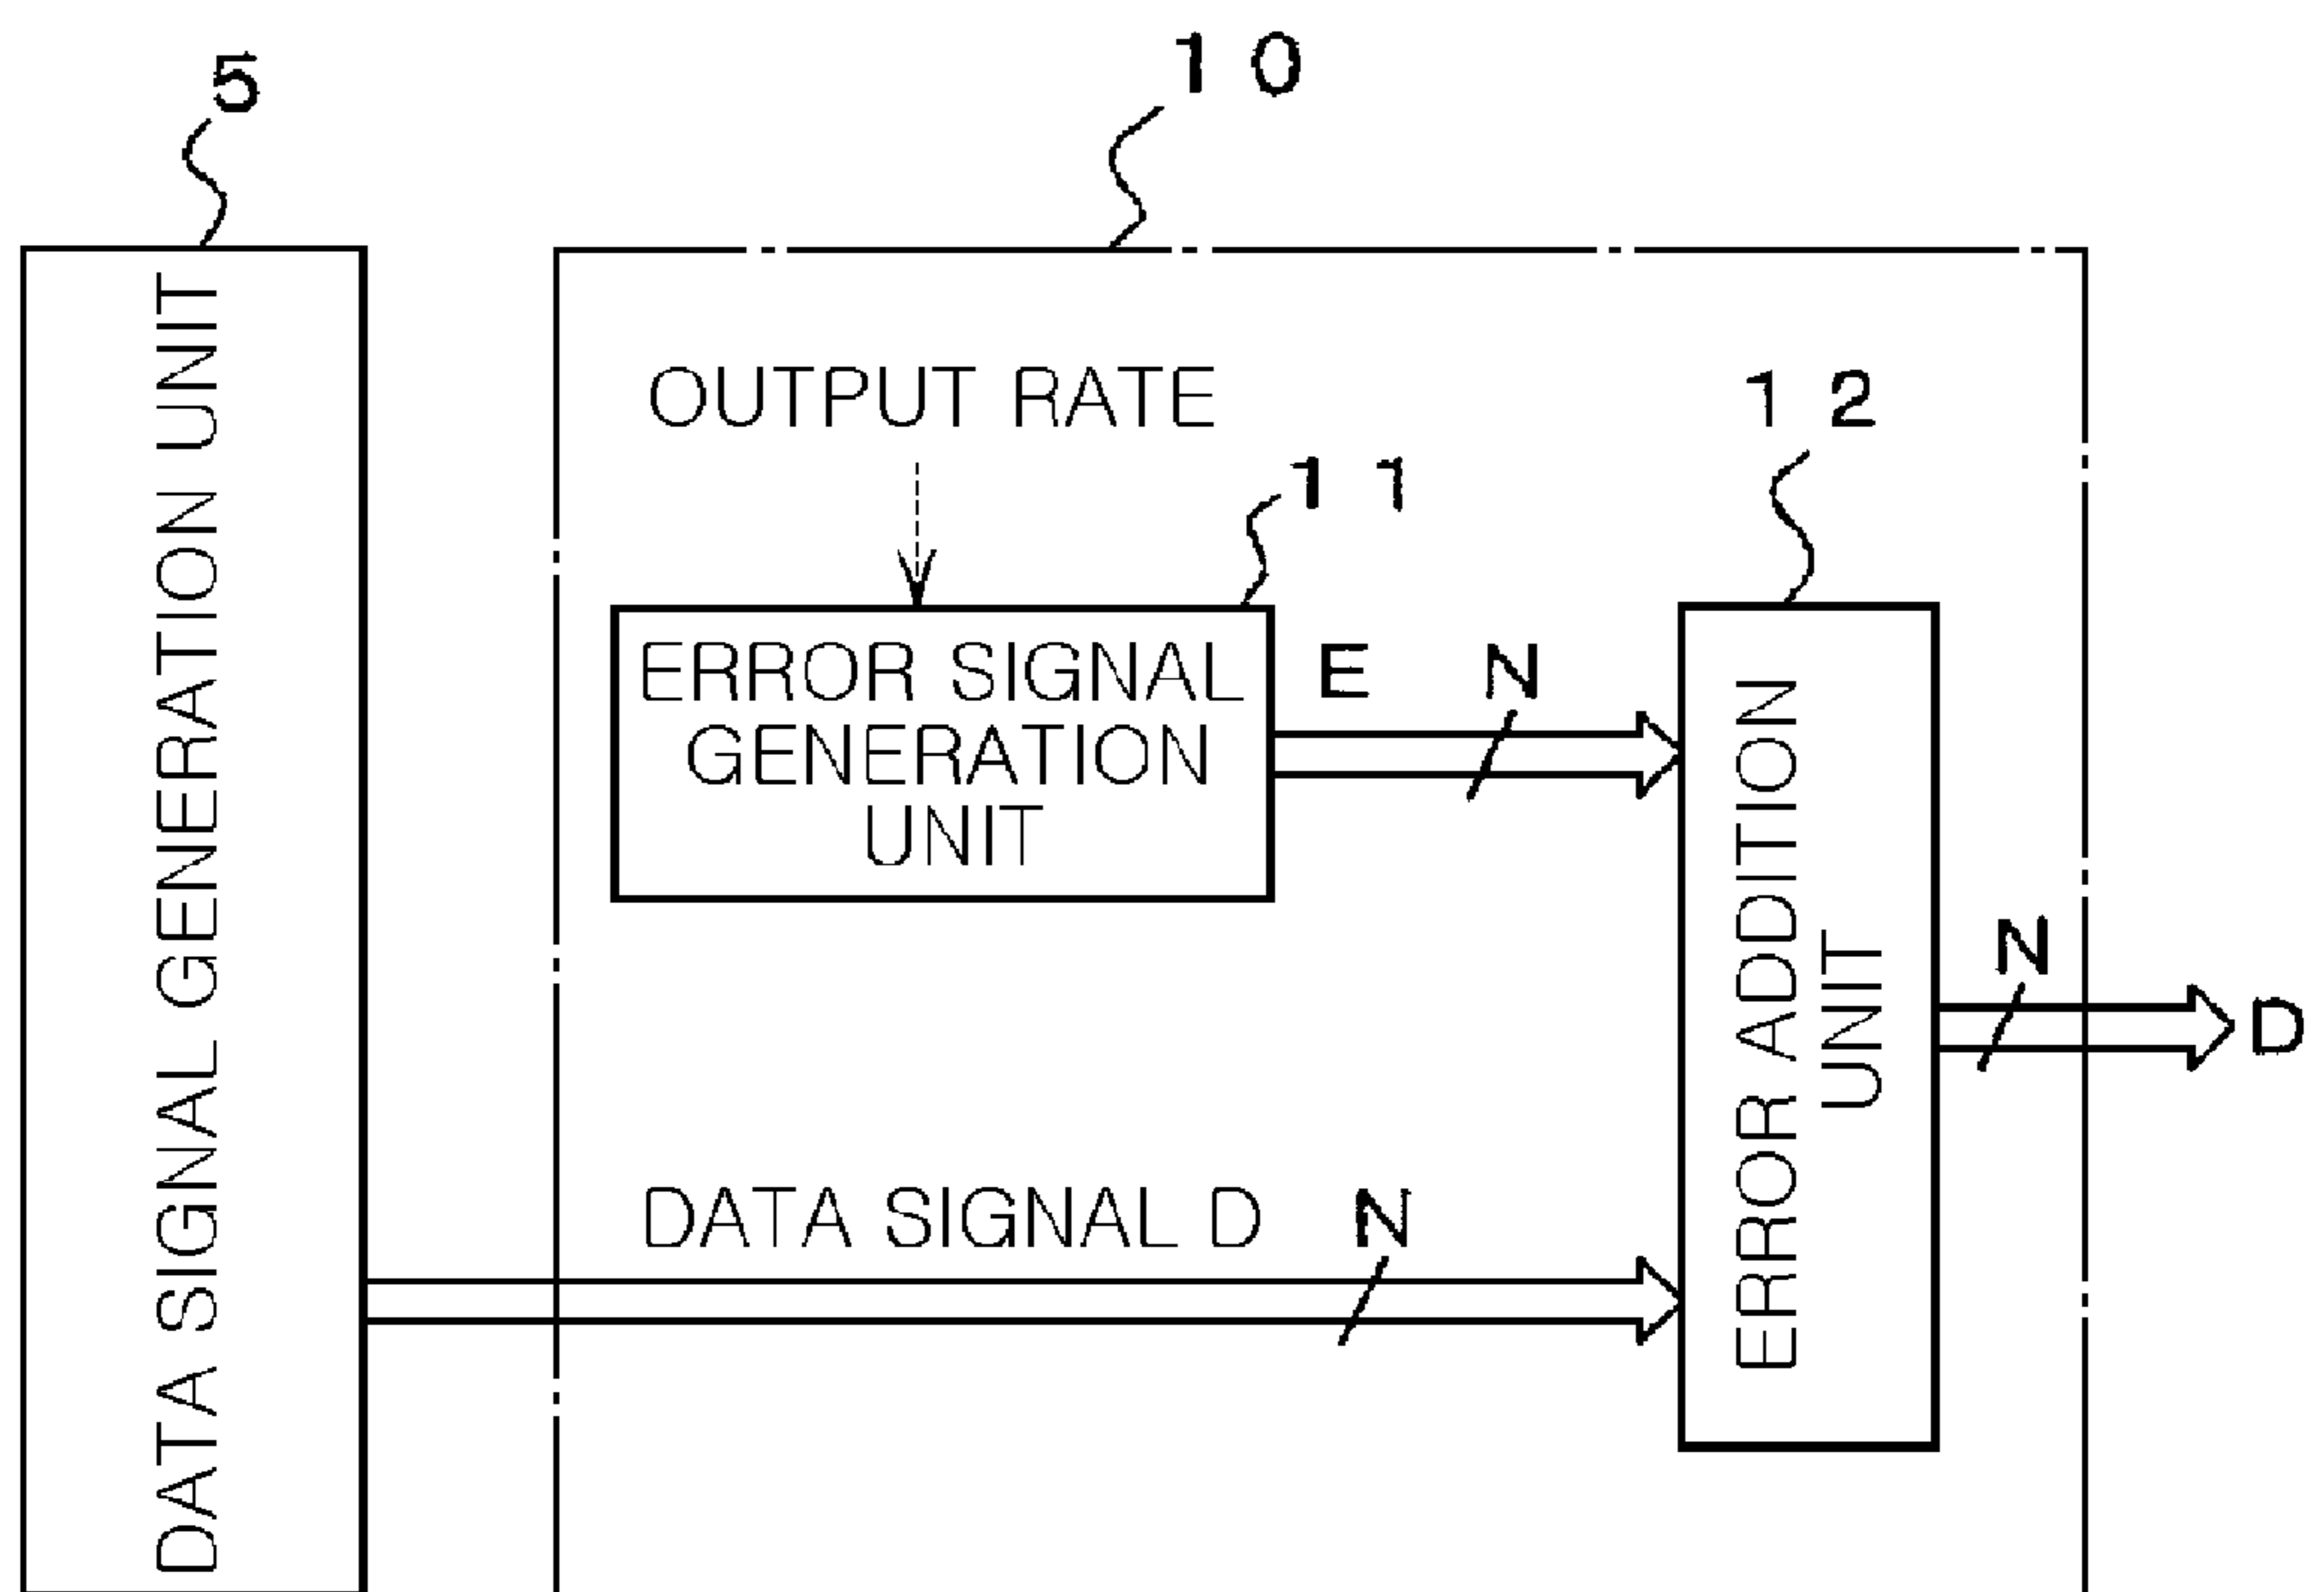 5
10
DATA SIGNAL GENERATION UNIT
OUTPUT RATE
11
12
ERROR SIGNAL
GENERATION
UNIT
E N
ERROR ADDITION
UNIT
N
D
DATA SIGNAL D N